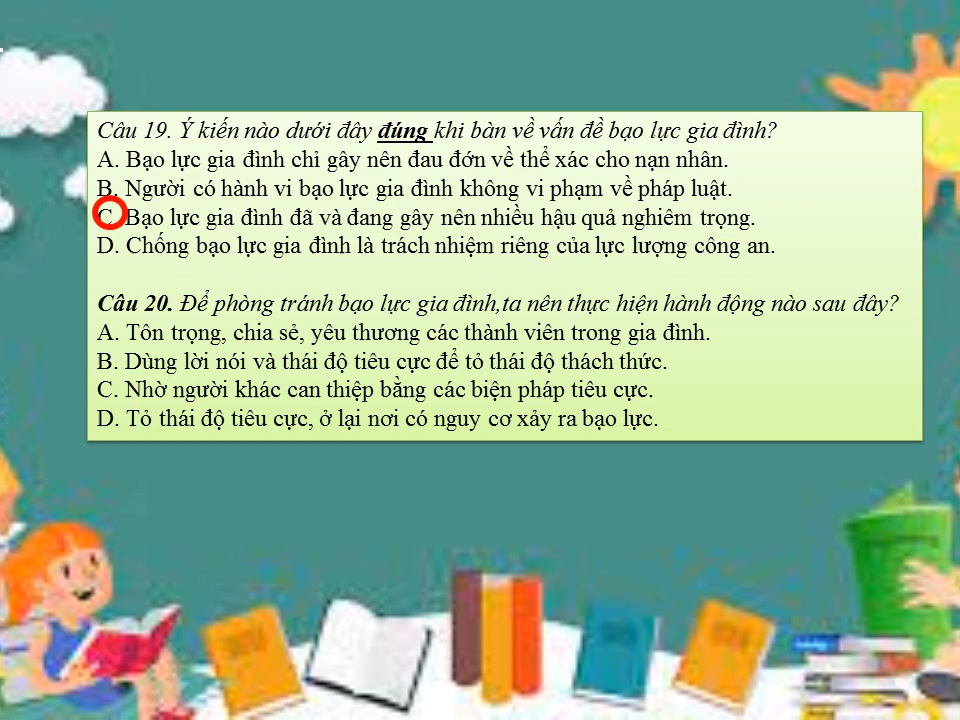 Câu 19. Ý kiến nào dưới đây đúng khi bàn về vấn đề bạo lực gia đình?
A. Bạo lực gia đình chỉ gây nên đau đớn về thể xác cho nạn nhân.
B. Người có hành vi bạo lực gia đình không vi phạm về pháp luật.
C. Bạo lực gia đình đã và đang gây nên nhiều hậu quả nghiêm trọng.
D. Chống bạo lực gia đình là trách nhiệm riêng của lực lượng công an.
Câu 20. Để phòng tránh bạo lực gia đình,ta nên thực hiện hành động nào sau đây?
A. Tôn trọng, chia sẻ, yêu thương các thành viên trong gia đình.
B. Dùng lời nói và thái độ tiêu cực để tỏ thái độ thách thức.
C. Nhờ người khác can thiệp bằng các biện pháp tiêu cực.
D. Tỏ thái độ tiêu cực, ở lại nơi có nguy cơ xảy ra bạo lực.